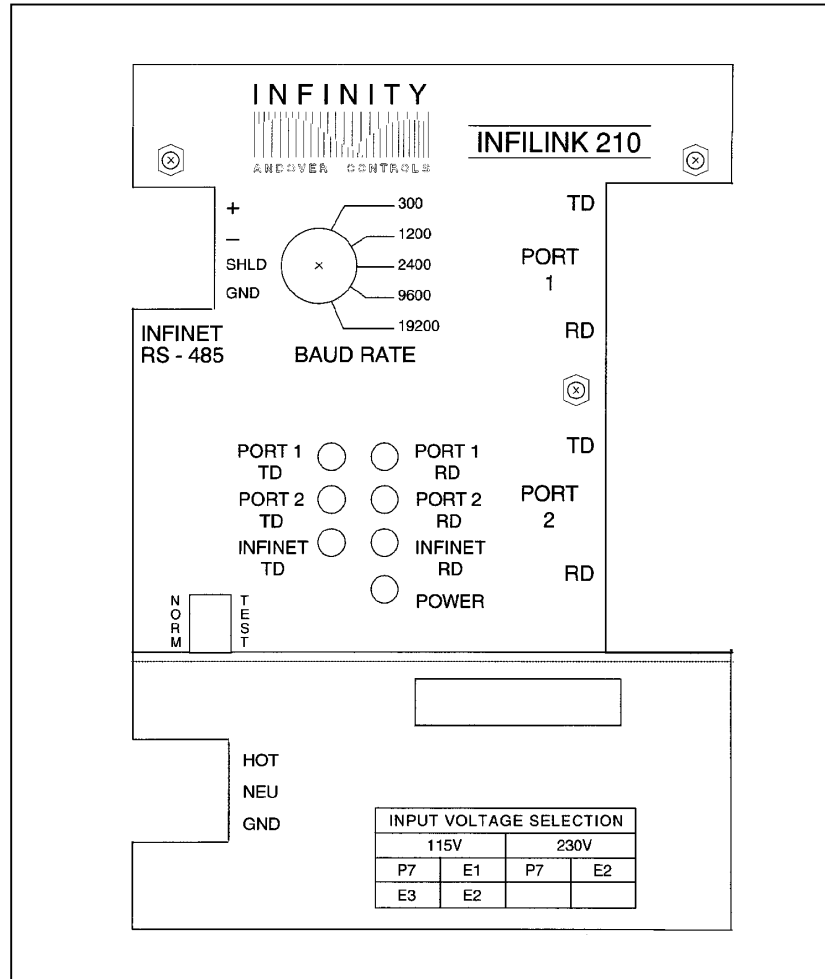 INFINITY
ANDOVER CONTROLS
INFILINK 210
+
–
SHLD
GND
INFINET
RS - 485
300
1200
2400
9600
19200
BAUD RATE
TD
PORT
1
RD
TD
PORT
2
RD
PORT 1
TD
PORT 1
RD
PORT 2
TD
PORT 2
RD
INFINET
TD
INFINET
RD
POWER
NORM
TEST
HOT
NEU
GND
INPUT VOLTAGE SELECTION
115V 230V
P7 E1 P7 E2
E3 E2